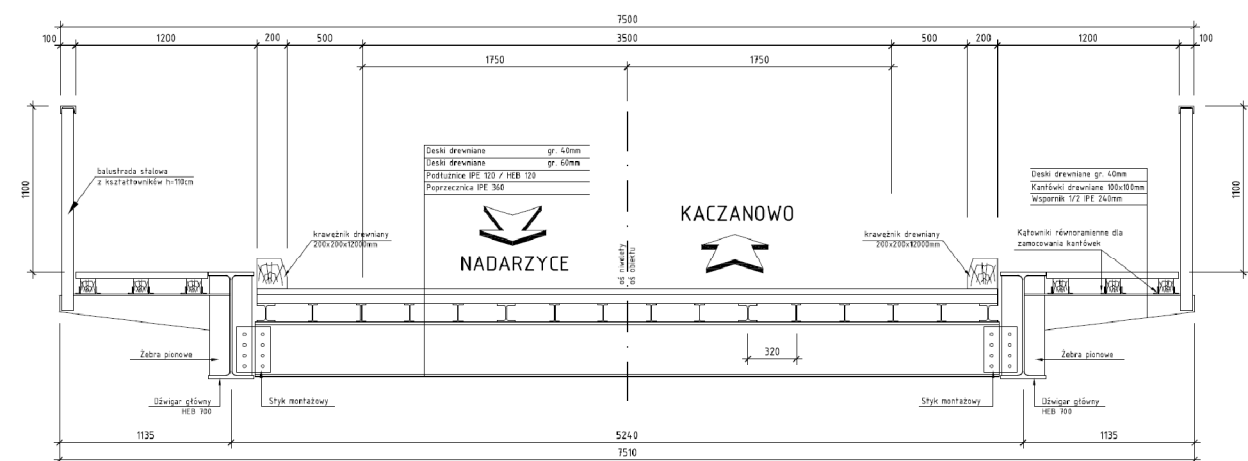 7500
100 1200 200 500 3500 500 200 1200 100
1750 1750
Deski drewniane gr. 40mm
Deski drewniane gr. 60mm
Podłużnice IPE 120 / HEB 120
Poprzecznica IPE 360
balustrada stalowa
z kształtowników h=110cm
1100
Deski drewniane gr. 40mm
Kantówki drewniane 100x100mm
Wspornik 1/2 IPE 240mm
1100
KACZANOWO
NADARZYCE
krawężnik drewniany
200x200x12000mm
oś niwelety
oś obiektu
krawężnik drewniany
200x200x12000mm
Kątowniki równoramienne dla
zamocowania kantówek
320
Żebra pionowe
Żebra pionowe
Dźwigar główny
HEB 700
Styk montażowy
Styk montażowy
Dźwigar główny
HEB 700
1135 5240 1135
7510